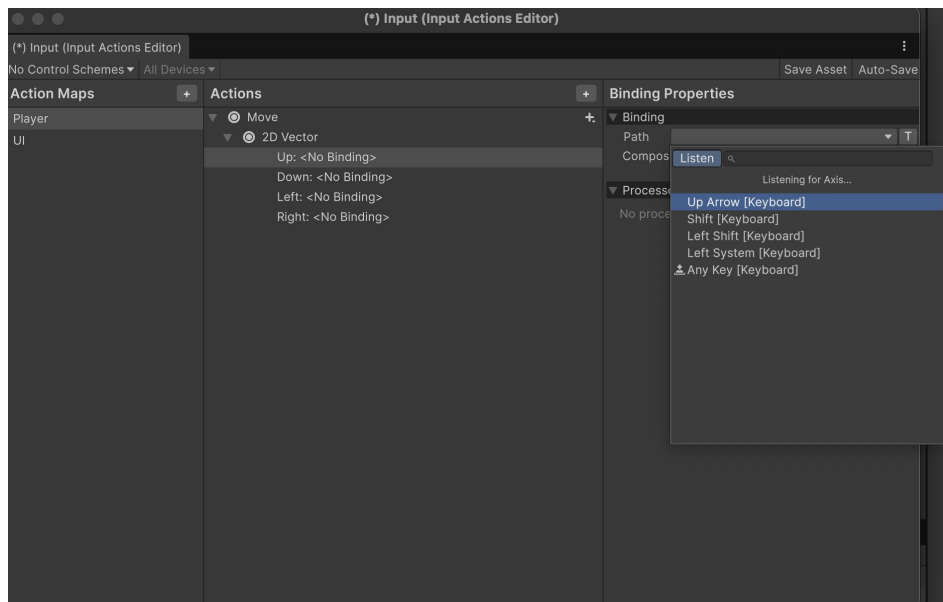 (*) Input (Input Actions Editor)
(*) Input (Input Actions Editor)
No Control Schemes All Devices Save Asset Auto-Save
Action Maps + Actions + Binding Properties
Player
UI
Move
2D Vector
Up: <No Binding>
Down: <No Binding>
Left: <No Binding>
Right: <No Binding>
Binding
Path T
Compos
Processo
No proce
Listen
Listening for Axis...
Up Arrow [Keyboard]
Shift [Keyboard]
Left Shift [Keyboard]
Left System [Keyboard]
Any Key [Keyboard]